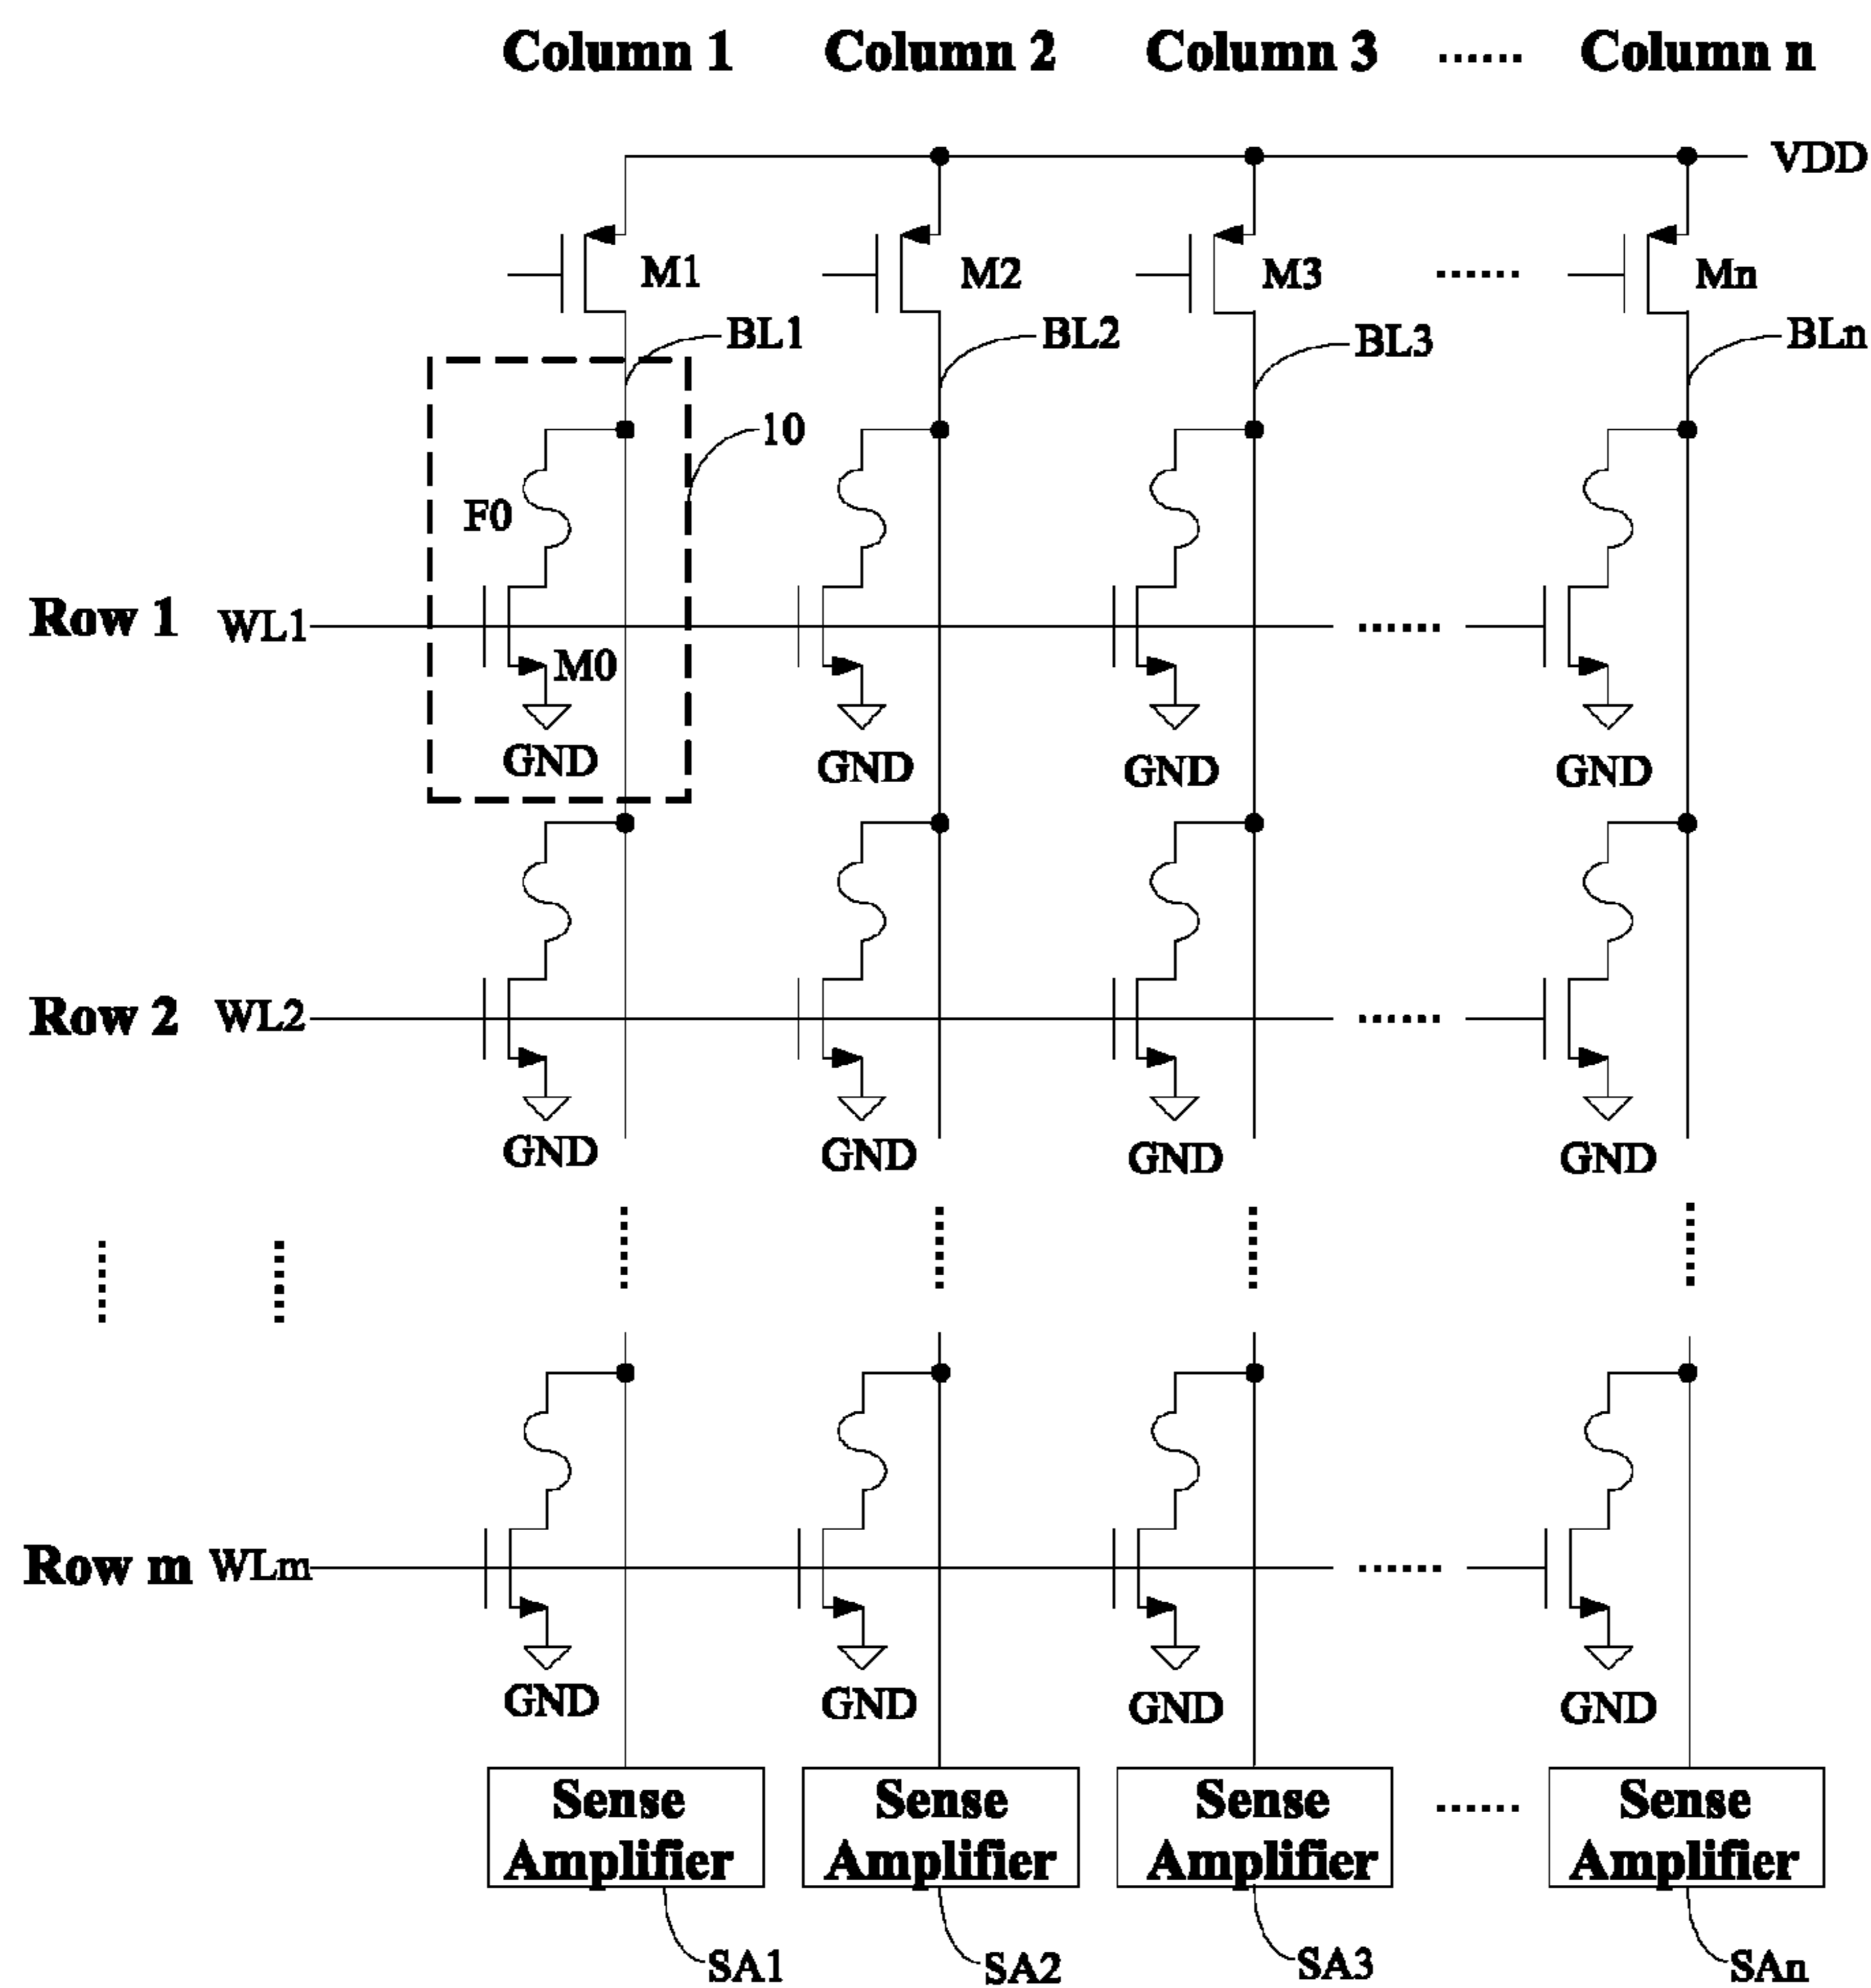 Column 1 Column 2 Column 3 ...... Column n
VDD
M1 M2 M3 ...... Mn
BL1 BL2 BL3 BLn
10
F0
Row 1 WL1 ......
M0
GND GND GND GND
Row 2 WL2 ......
GND GND GND GND
Row m WLm ......
GND GND GND GND
Sense Amplifier
Sense Amplifier
Sense Amplifier
......
Sense Amplifier
SA1 SA2 SA3 SAn